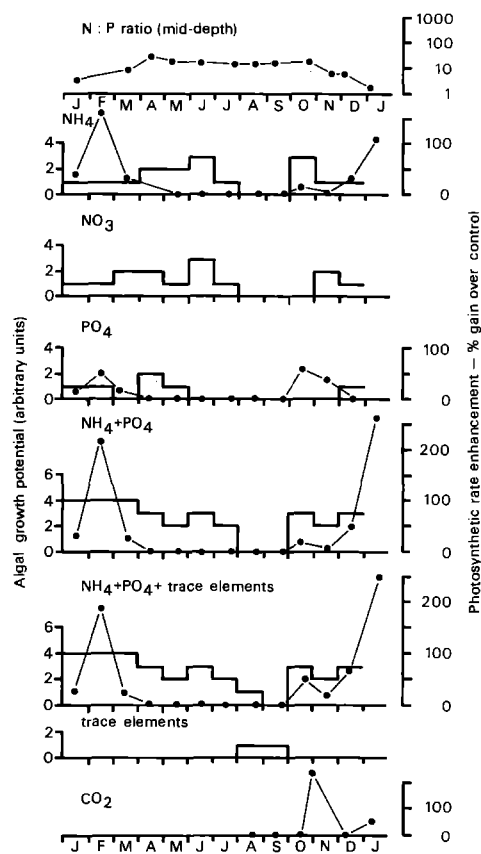 N : P ratio (mid-depth)
1000
100
10
1
J F M A M J J A S O N D J
NH4
4
2
0
100
0
NO3
4
2
0
PO4
4
2
0
100
0
NH4+PO4
6
4
2
0
200
100
0
NH4+PO4+ trace elements
6
4
2
0
200
100
0
trace elements
2
0
CO2
100
0
J F M A M J J A S O N D J
Algal growth potential (arbitrary units)
Photosynthetic rate enhancement — % gain over control